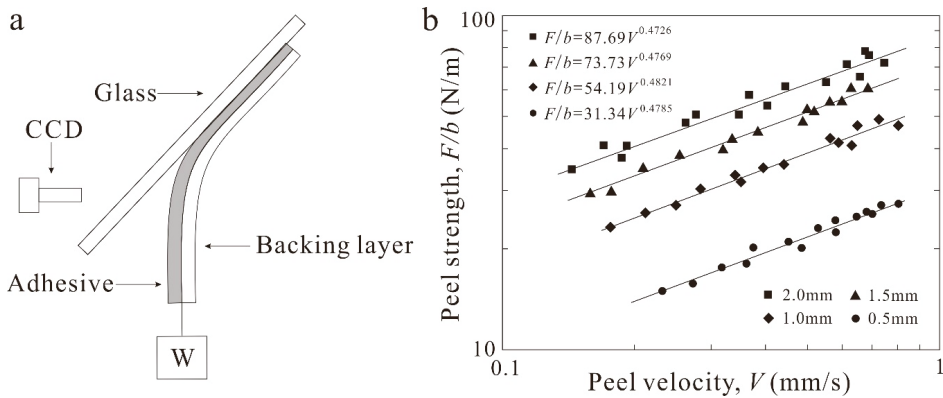 a
Glass
CCD
Backing layer
Adhesive
W
b
100
■ F/b=87.69V^0.4726
▲ F/b=73.73V^0.4769
◆ F/b=54.19V^0.4821
● F/b=31.34V^0.4785
Peel strength, F/b (N/m)
■ 2.0mm ▲ 1.5mm
◆ 1.0mm ● 0.5mm
10
0.1 1
Peel velocity, V (mm/s)